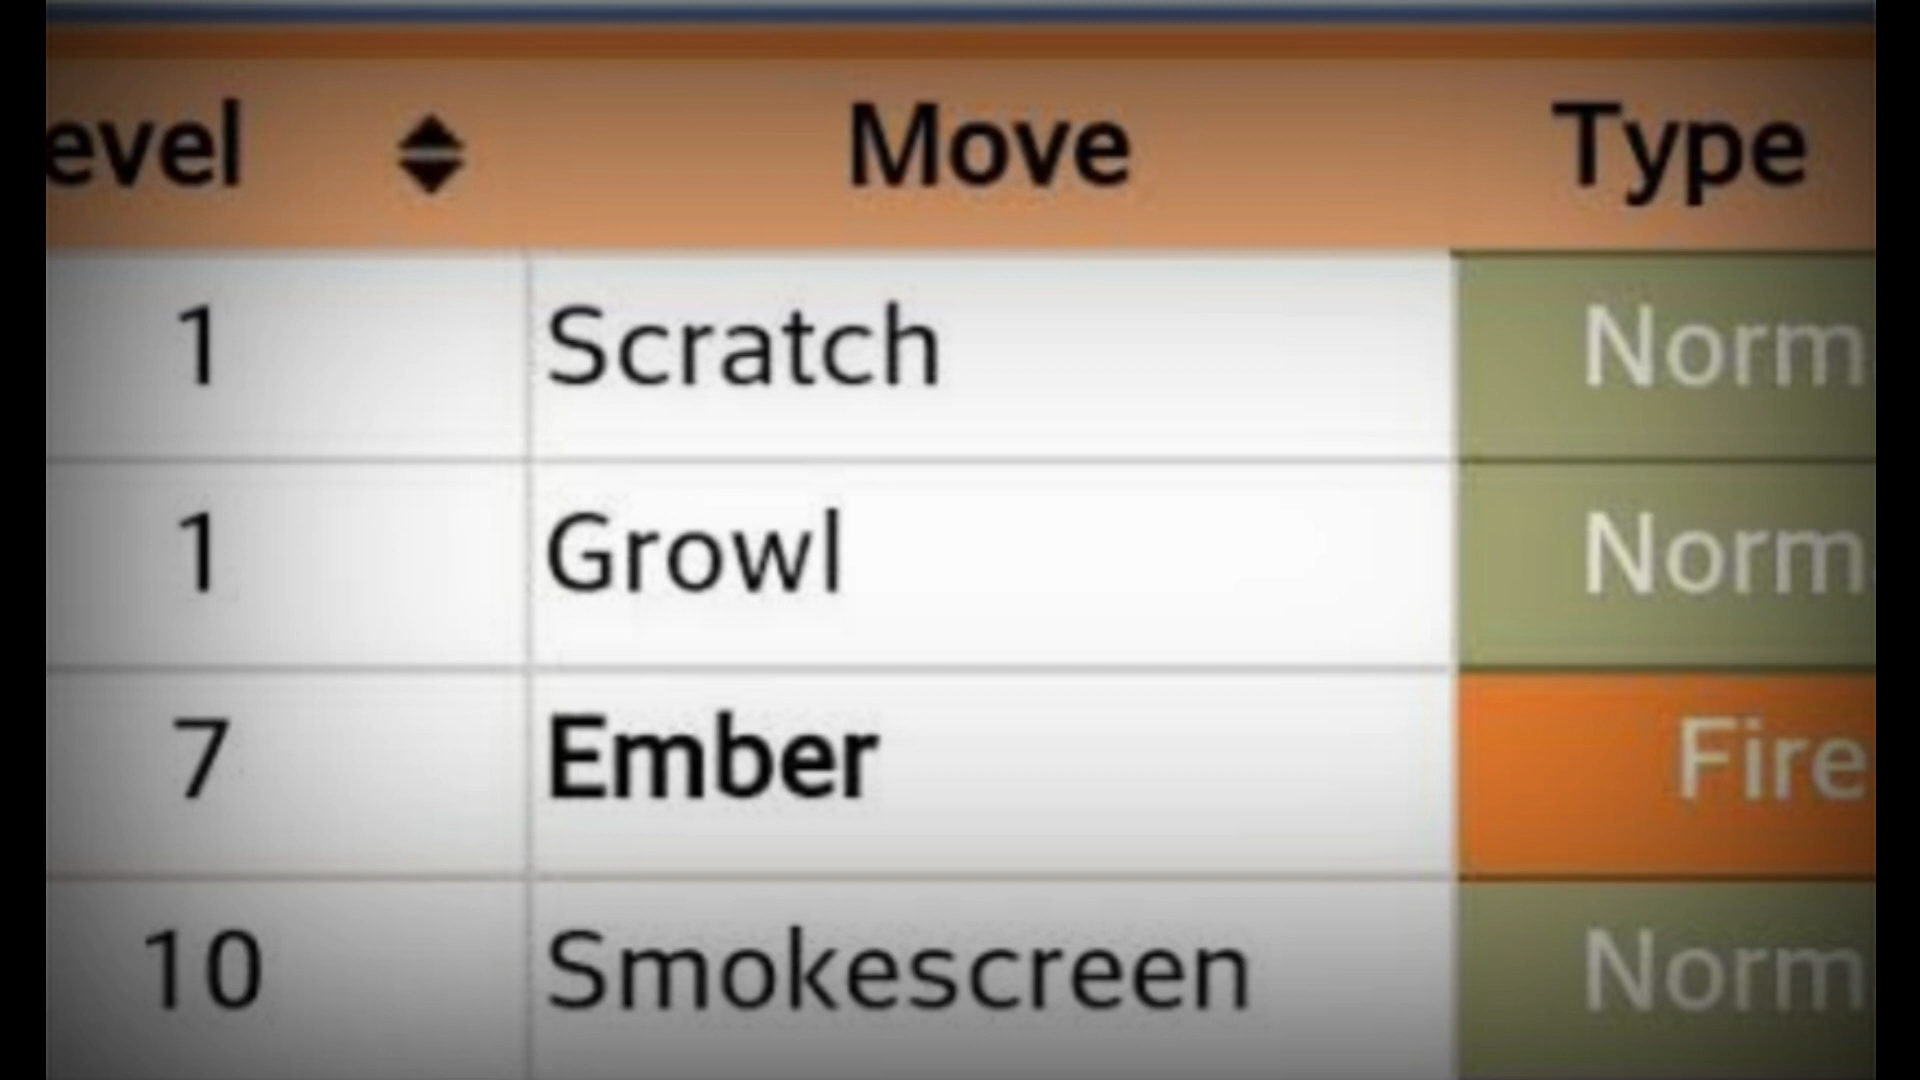 evel Move Type
1 Scratch Norm
1 Growl Norm
7 Ember Fire
10 Smokescreen Norm